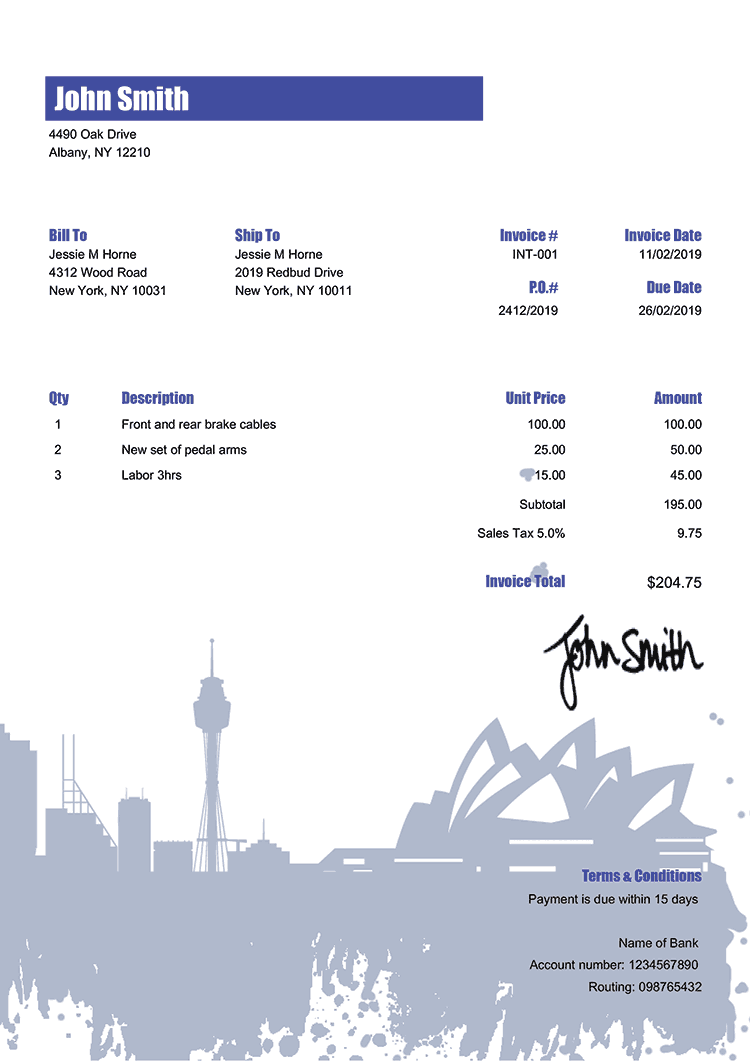 John Smith
4490 Oak Drive
Albany, NY 12210
Bill To Ship To Invoice # Invoice Date
Jessie M Horne Jessie M Horne INT-001 11/02/2019
4312 Wood Road 2019 Redbud Drive
New York, NY 10031 New York, NY 10011
P.O.# Due Date
2412/2019 26/02/2019
Qty Description Unit Price Amount
1 Front and rear brake cables 100.00 100.00
2 New set of pedal arms 25.00 50.00
3 Labor 3hrs 15.00 45.00
Subtotal 195.00
Sales Tax 5.0% 9.75
Invoice Total $204.75
John Smith
Terms & Conditions
Payment is due within 15 days
Name of Bank
Account number: 1234567890
Routing: 098765432